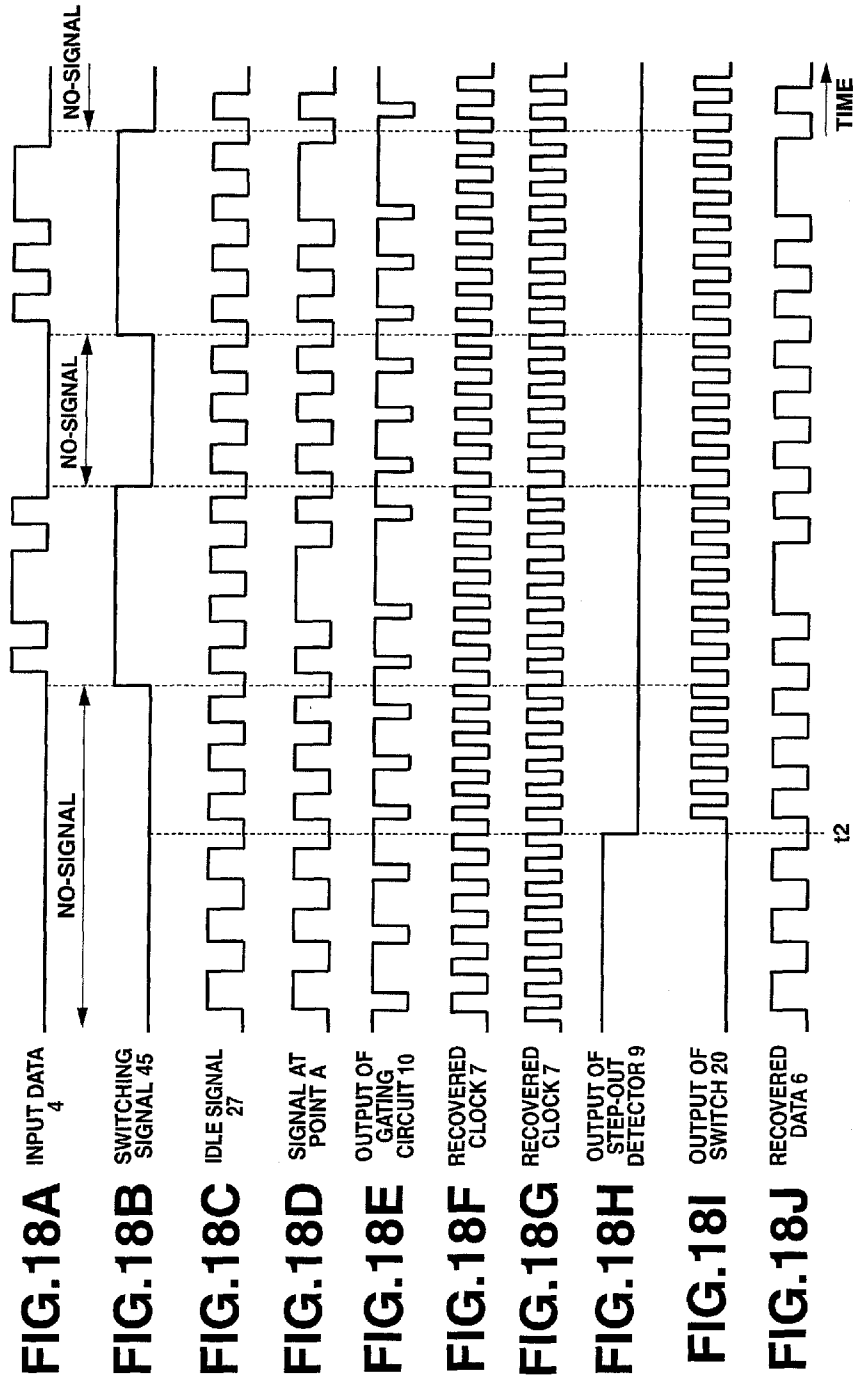 FIG.18A
INPUT DATA
4
NO-SIGNAL
NO-SIGNAL
NO-SIGNAL
FIG.18B
SWITCHING
SIGNAL 45
FIG.18C
IDLE SIGNAL
27
FIG.18D
SIGNAL AT
POINT A
FIG.18E
OUTPUT OF
GATING
CIRCUIT 10
FIG.18F
RECOVERED
CLOCK 7
FIG.18G
RECOVERED
CLOCK 7
FIG.18H
OUTPUT OF
STEP-OUT
DETECTOR 9
FIG.18I
OUTPUT OF
SWITCH 20
FIG.18J
RECOVERED
DATA 6
t2
TIME